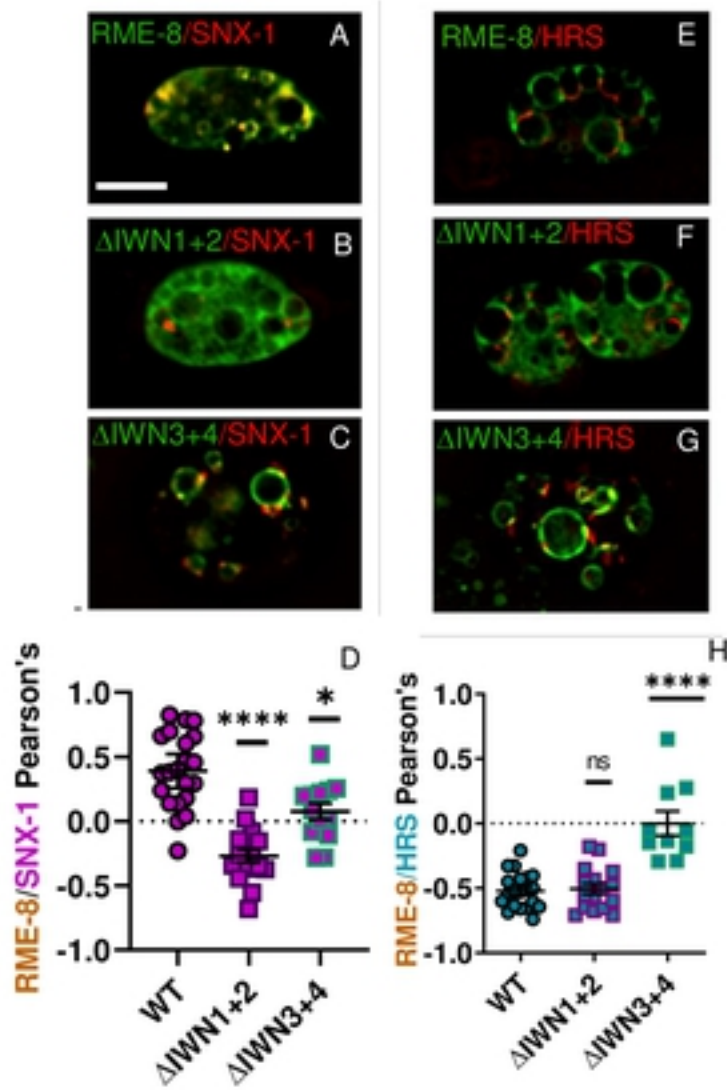 RME-8/SNX-1 A
ΔIWN1+2/SNX-1 B
ΔIWN3+4/SNX-1 C
RME-8/HRS E
ΔIWN1+2/HRS F
ΔIWN3+4/HRS G
D
RME-8/SNX-1 Pearson's
1.0
0.5
0.0
-0.5
-1.0
****
*
WT
ΔIWN1+2
ΔIWN3+4
H
RME-8/HRS Pearson's
1.0
0.5
0.0
-0.5
-1.0
ns
****
WT
ΔIWN1+2
ΔIWN3+4